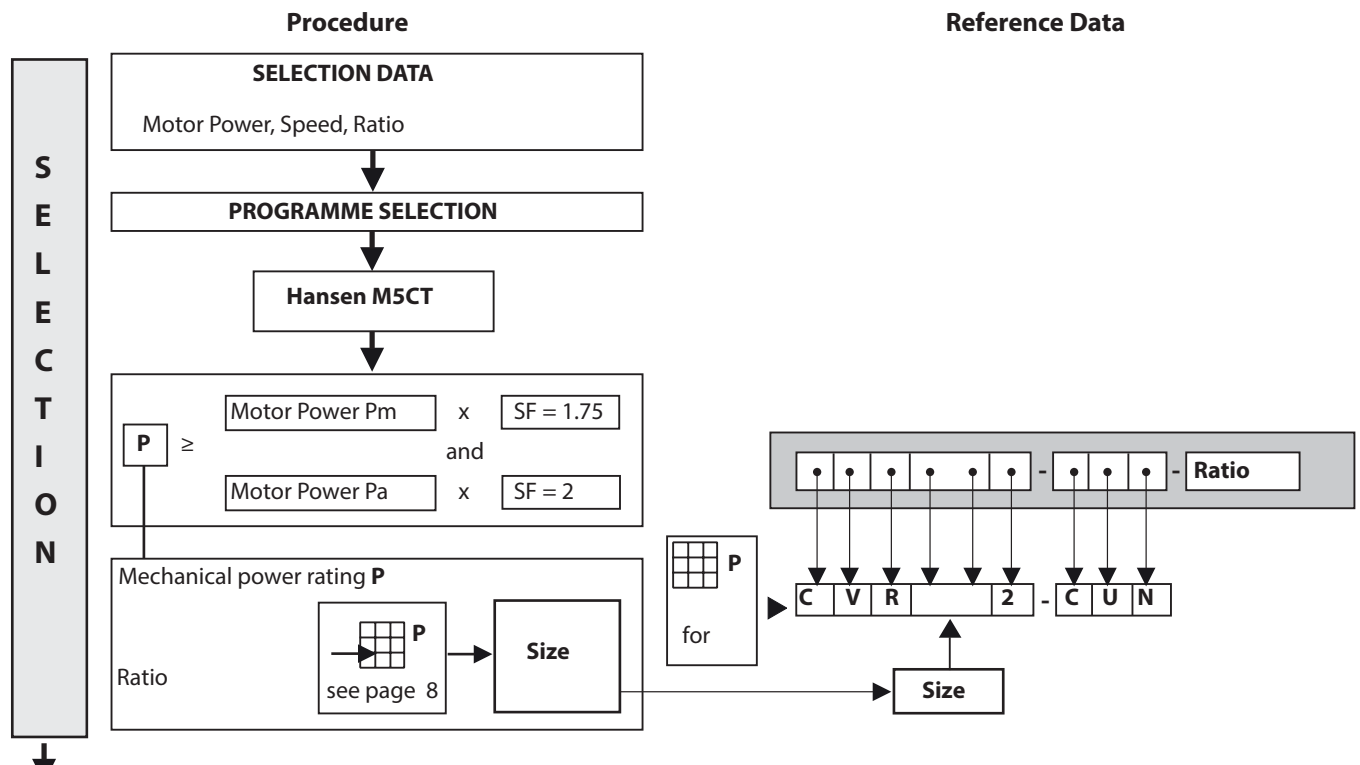 Procedure
Reference Data
SELECTION
SELECTION DATA
Motor Power, Speed, Ratio
PROGRAMME SELECTION
Hansen M5CT
Motor Power Pm x SF = 1.75
P ≥ and
Motor Power Pa x SF = 2
Mechanical power rating P
P
see page 8
Size
Ratio
- - Ratio
P
for
C V R 2 - C U N
Size